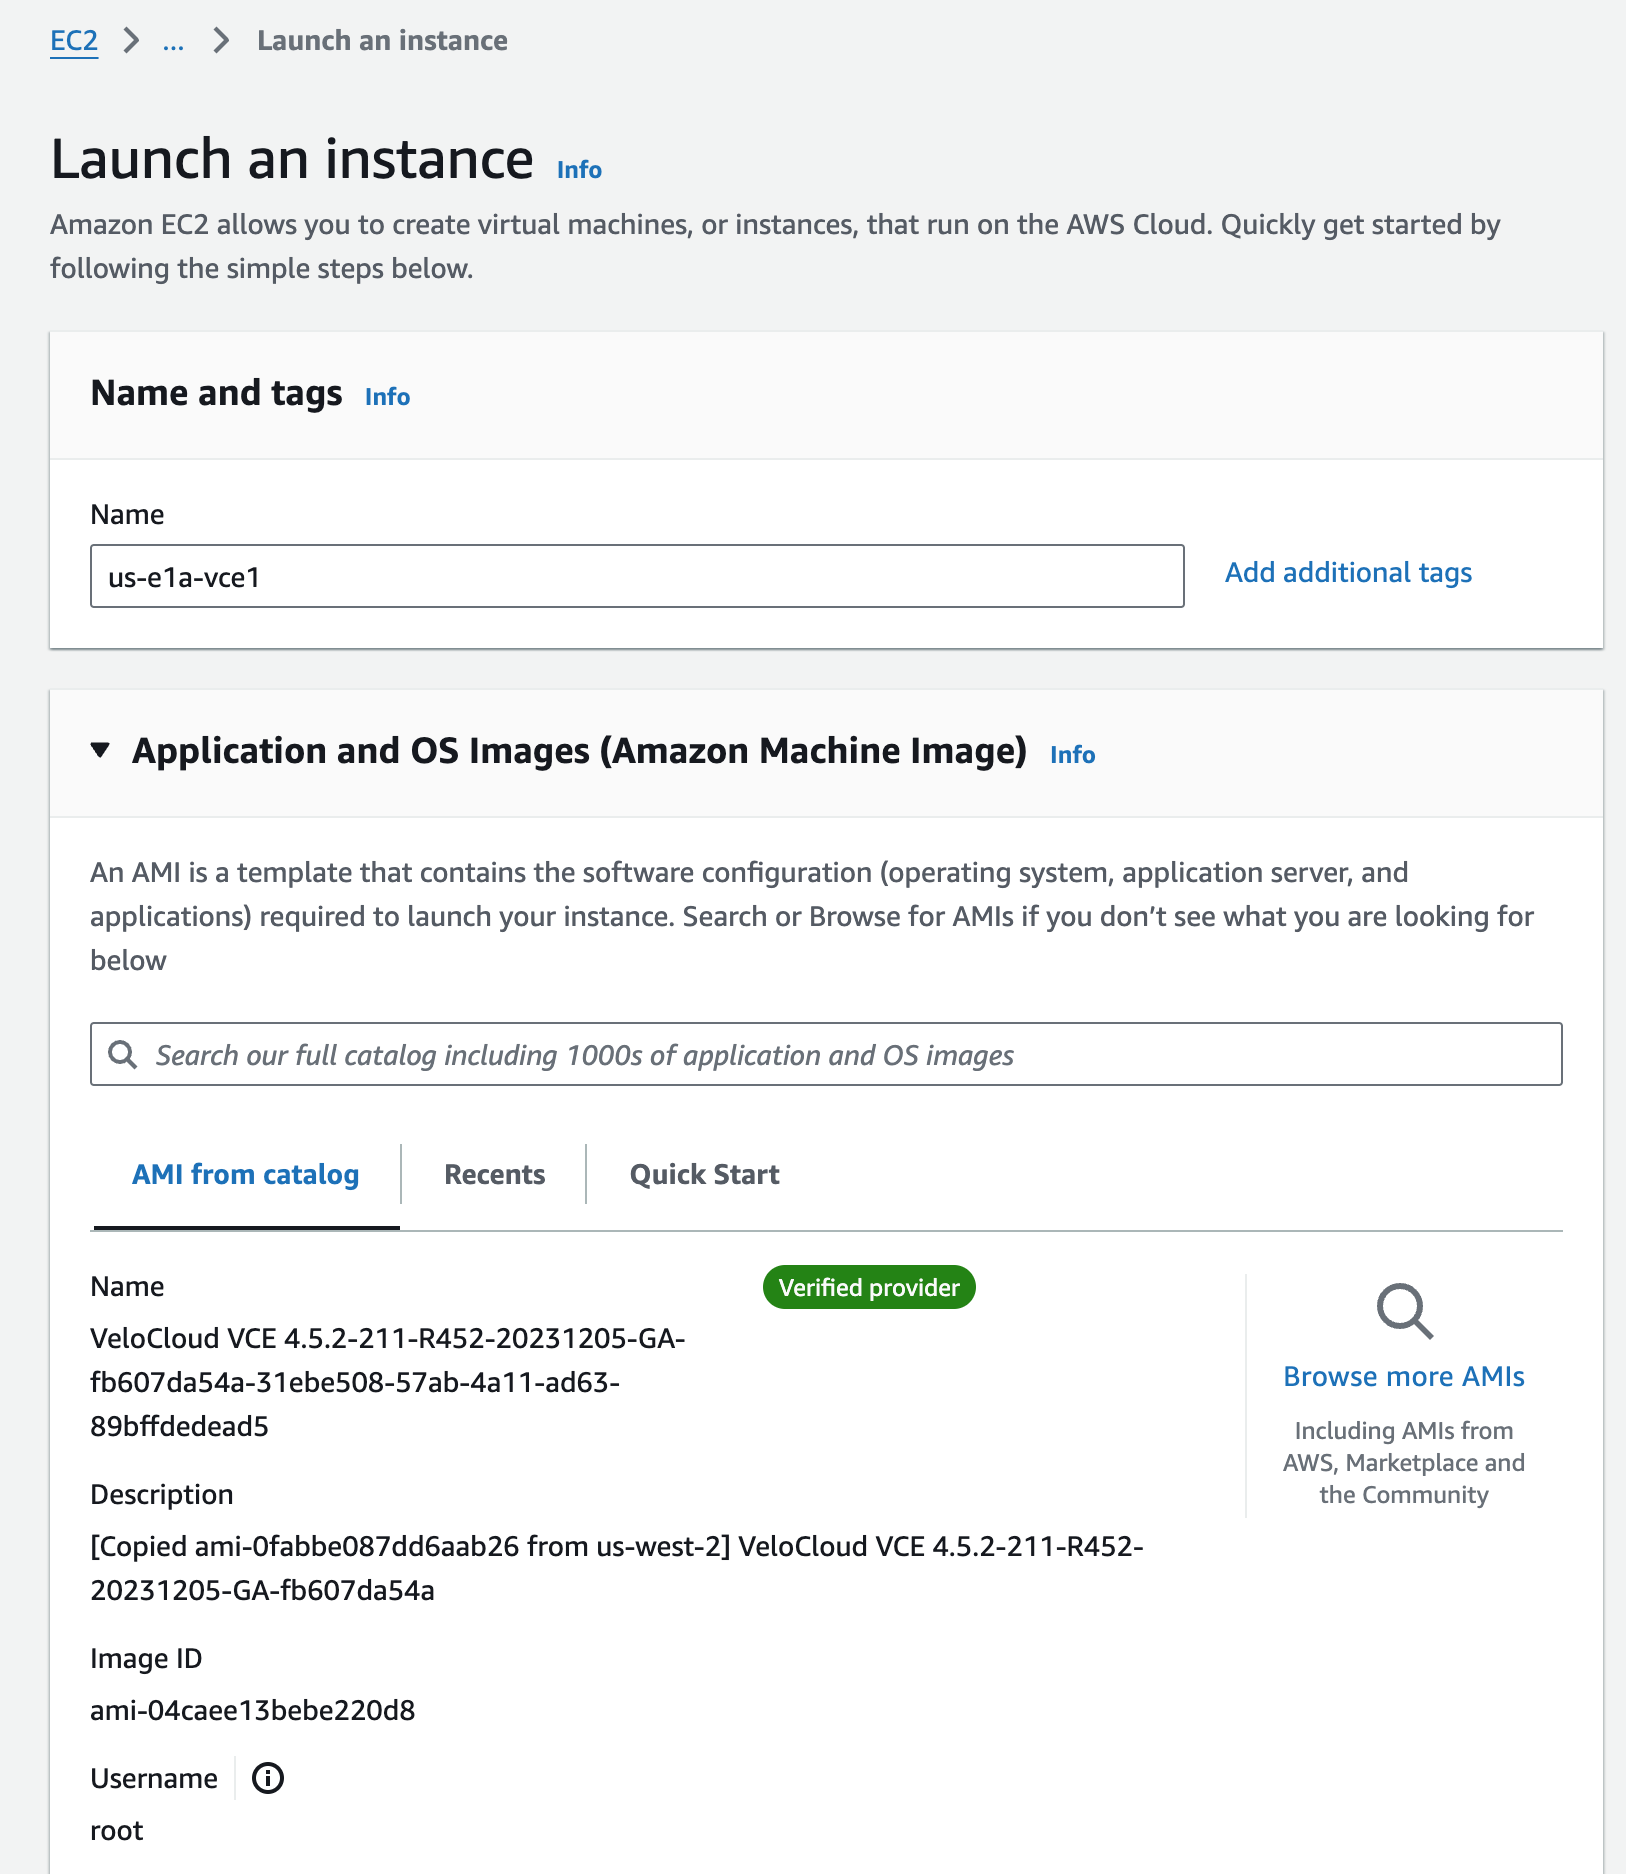 EC2 > ... > Launch an instance
Launch an instance Info
Amazon EC2 allows you to create virtual machines, or instances, that run on the AWS Cloud. Quickly get started by
following the simple steps below.
Name and tags Info
Name
us-e1a-vce1
Add additional tags
Application and OS Images (Amazon Machine Image) Info
An AMI is a template that contains the software configuration (operating system, application server, and
applications) required to launch your instance. Search or Browse for AMIs if you don’t see what you are looking for
below
Search our full catalog including 1000s of application and OS images
AMI from catalog
Recents
Quick Start
Name
Verified provider
VeloCloud VCE 4.5.2-211-R452-20231205-GA-
fb607da54a-31ebe508-57ab-4a11-ad63-
89bffdedead5
Description
[Copied ami-0fabbe087dd6aab26 from us-west-2] VeloCloud VCE 4.5.2-211-R452-
20231205-GA-fb607da54a
Image ID
ami-04caee13bebe220d8
Username
root
Browse more AMIs
Including AMIs from
AWS, Marketplace and
the Community